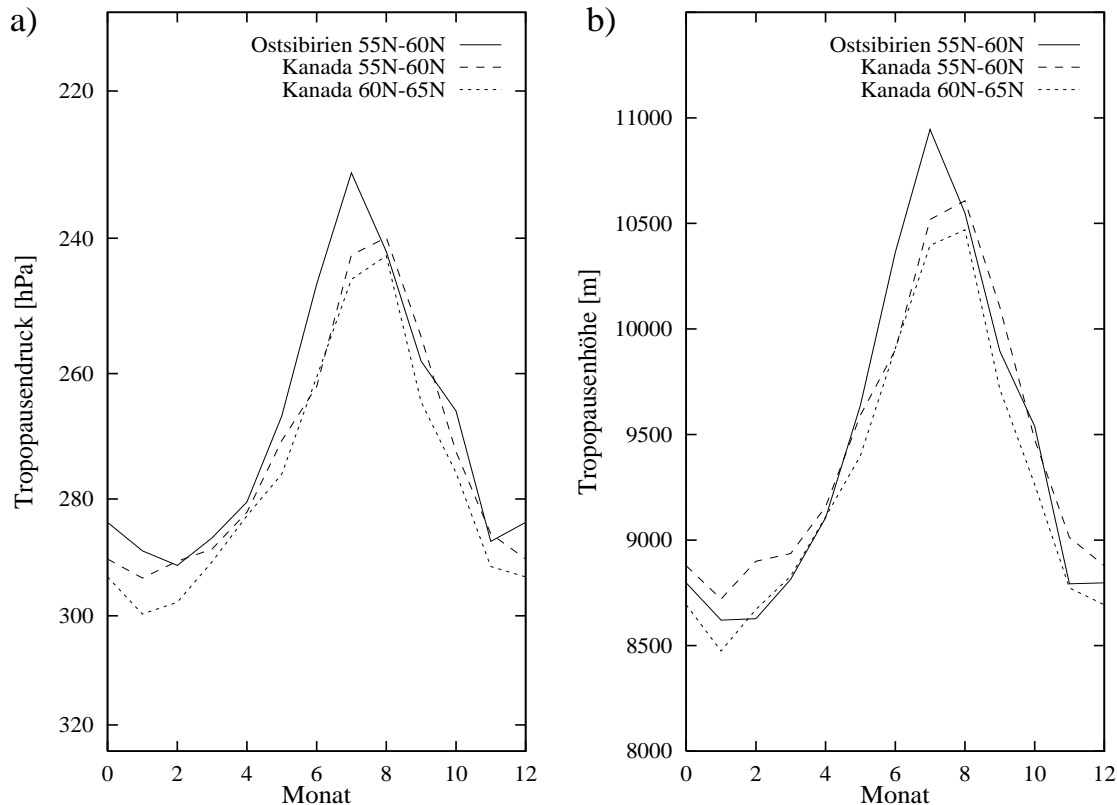 a)
Ostsibirien 55N-60N
Kanada 55N-60N
Kanada 60N-65N
220
240
260
280
300
320
Tropopausendruck [hPa]
0 2 4 6 8 10 12
Monat
b)
Ostsibirien 55N-60N
Kanada 55N-60N
Kanada 60N-65N
11000
10500
10000
9500
9000
8500
8000
Tropopausenhöhe [m]
0 2 4 6 8 10 12
Monat